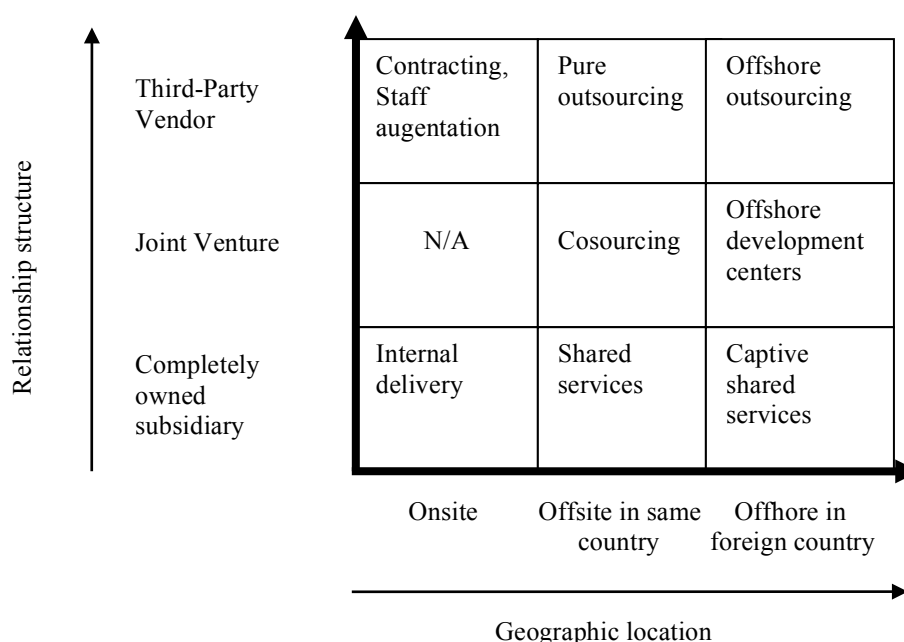 Relationship structure
Third-Party
Vendor
Contracting,
Staff
augentation
Pure
outsourcing
Offshore
outsourcing
Joint Venture
N/A
Cosourcing
Offshore
development
centers
Completely
owned
subsidiary
Internal
delivery
Shared
services
Captive
shared
services
Onsite
Offsite in same
country
Offhore in
foreign country
Geographic location